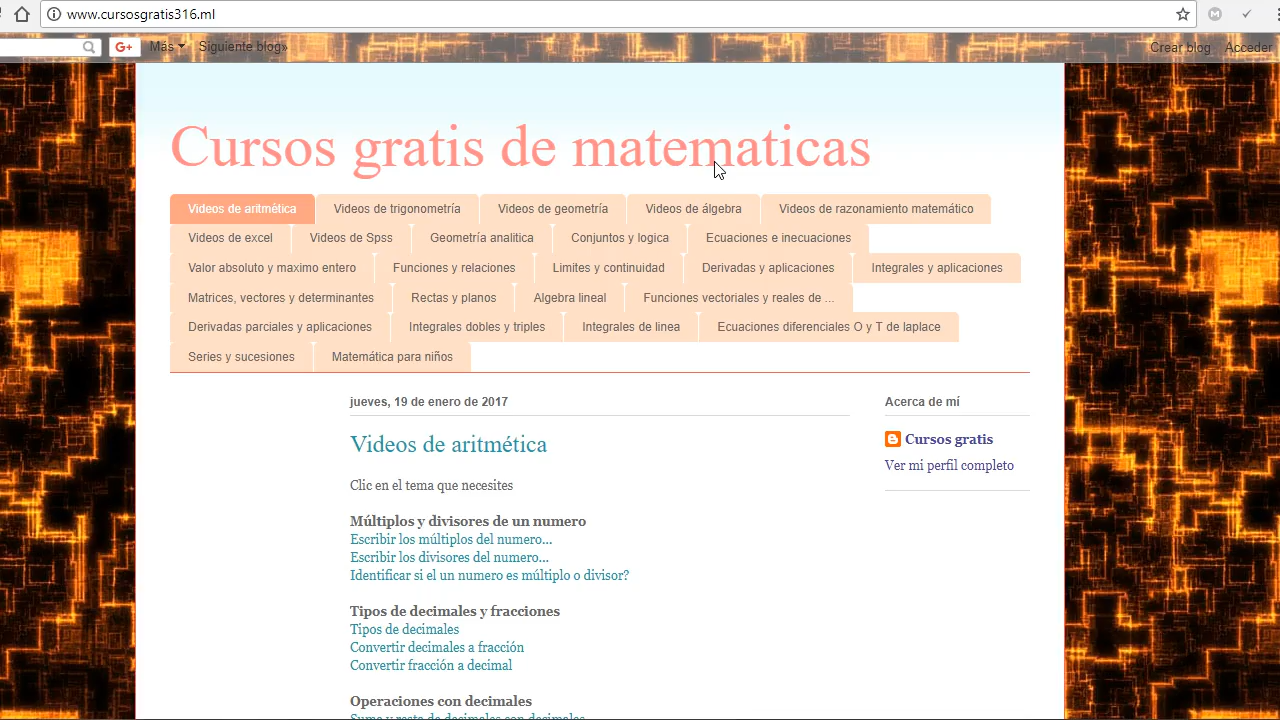 www.cursosgratis316.ml
G+ Más Siguiente blog» Crear blog Acceder
Cursos gratis de matematicas
Videos de aritmètica Videos de trigonometría Videos de geometría Videos de álgebra Videos de razonamiento matemático
Videos de excel Videos de Spss Geometría analitica Conjuntos y logica Ecuaciones e inecuaciones
Valor absoluto y maximo entero Funciones y relaciones Limites y continuidad Derivadas y aplicaciones Integrales y aplicaciones
Matrices, vectores y determinantes Rectas y planos Algebra lineal Funciones vectoriales y reales de ...
Derivadas parciales y aplicaciones Integrales dobles y triples Integrales de linea Ecuaciones diferenciales O y T de laplace
Series y sucesiones Matemática para niños
jueves, 19 de enero de 2017
Videos de aritmética
Clic en el tema que necesites
Múltiplos y divisores de un numero
Escribir los múltiplos del numero...
Escribir los divisores del numero...
Identificar si el un numero es múltiplo o divisor?
Tipos de decimales y fracciones
Tipos de decimales
Convertir decimales a fracción
Convertir fracción a decimal
Operaciones con decimales
Suma y resta de decimales con decimales
Acerca de mí
Cursos gratis
Ver mi perfil completo